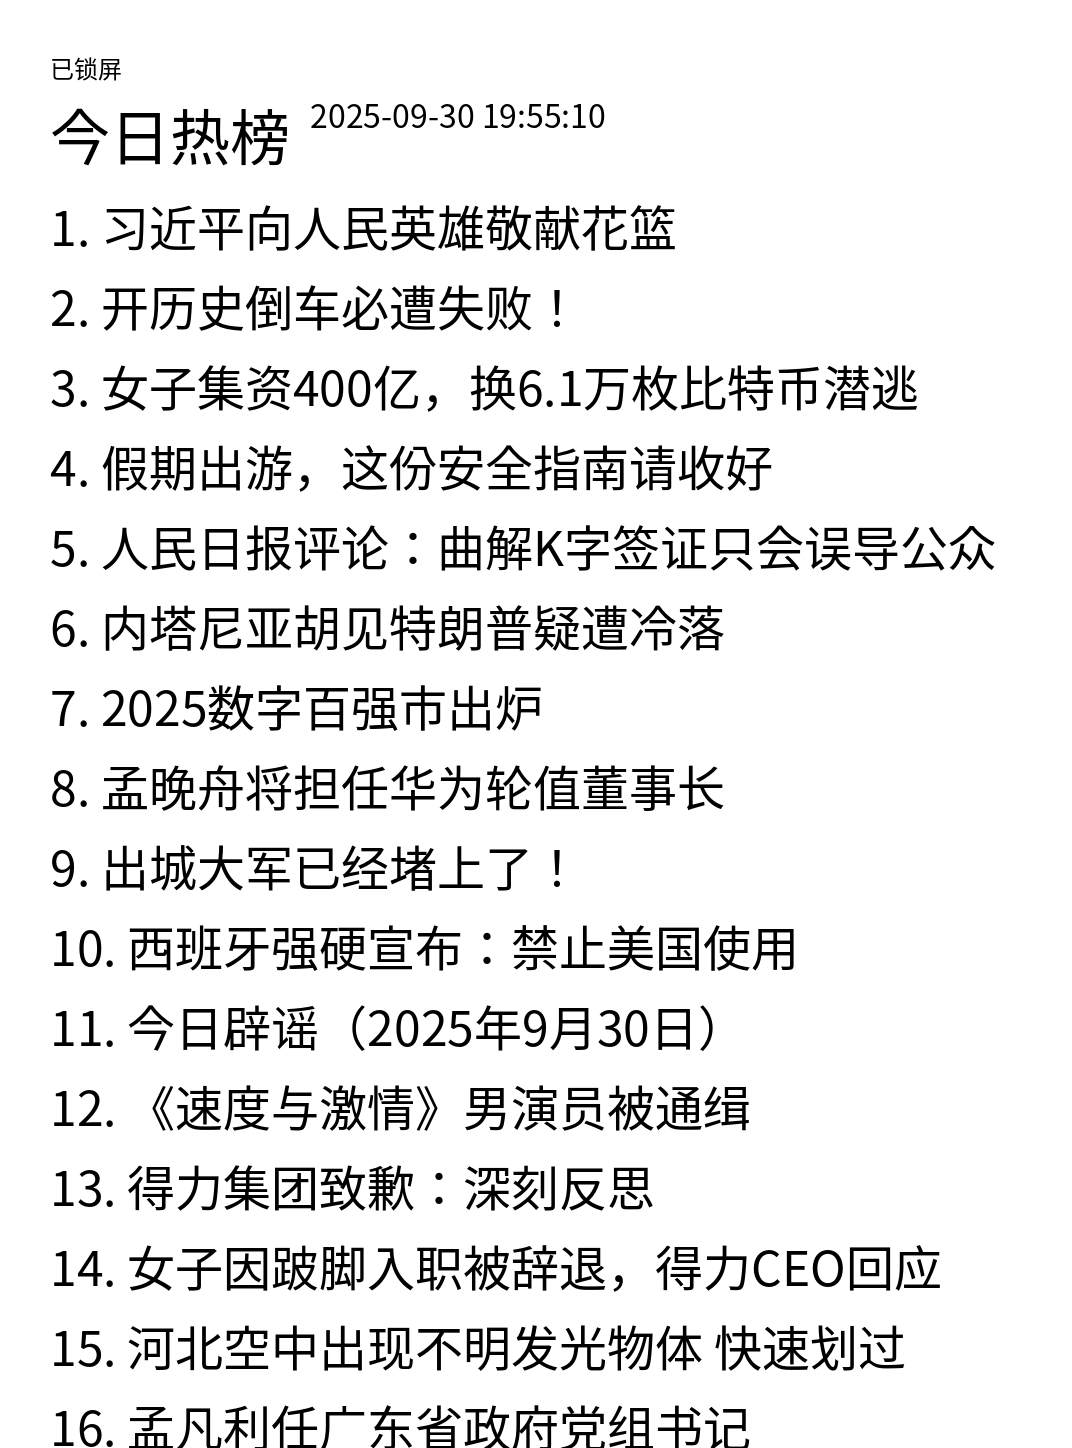 已锁屏
今日热榜 2025-09-30 19:55:10
1. 习近平向人民英雄敬献花篮
2. 开历史倒车必遭失败！
3. 女子集资400亿，换6.1万枚比特币潜逃
4. 假期出游，这份安全指南请收好
5. 人民日报评论：曲解K字签证只会误导公众
6. 内塔尼亚胡见特朗普疑遭冷落
7. 2025数字百强市出炉
8. 孟晚舟将担任华为轮值董事长
9. 出城大军已经堵上了！
10. 西班牙强硬宣布：禁止美国使用
11. 今日辟谣（2025年9月30日）
12. 《速度与激情》男演员被通缉
13. 得力集团致歉：深刻反思
14. 女子因跛脚入职被辞退，得力CEO回应
15. 河北空中出现不明发光物体 快速划过
16. 孟凡利任广东省政府党组书记